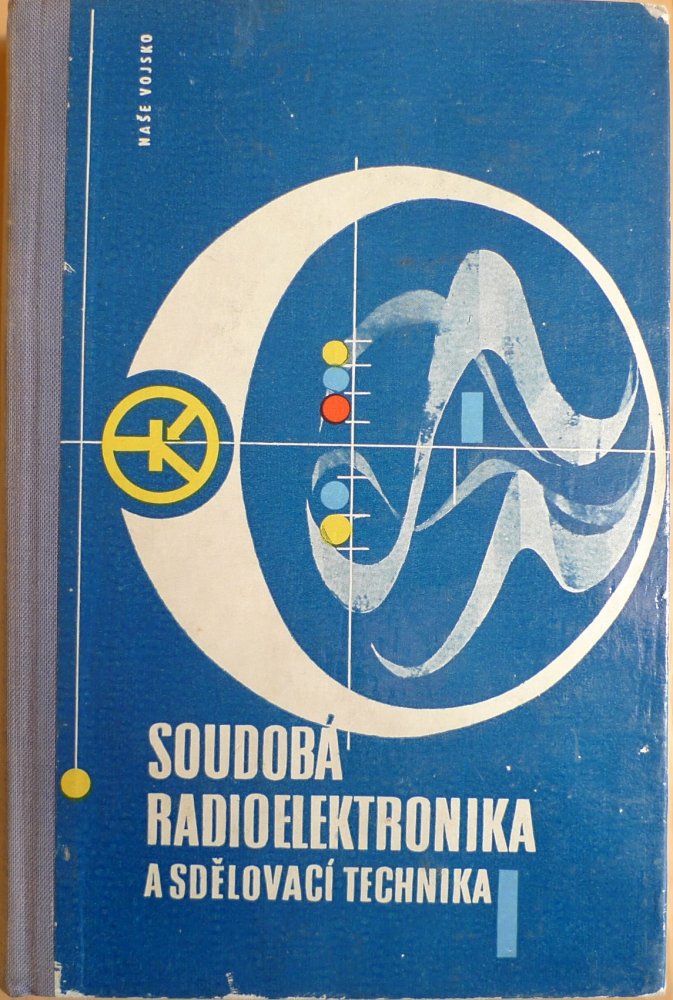 NAŠE VOJSKO
SOUDOBÁ
RADIOELEKTRONIKA
A SDĚLOVACÍ TECHNIKA